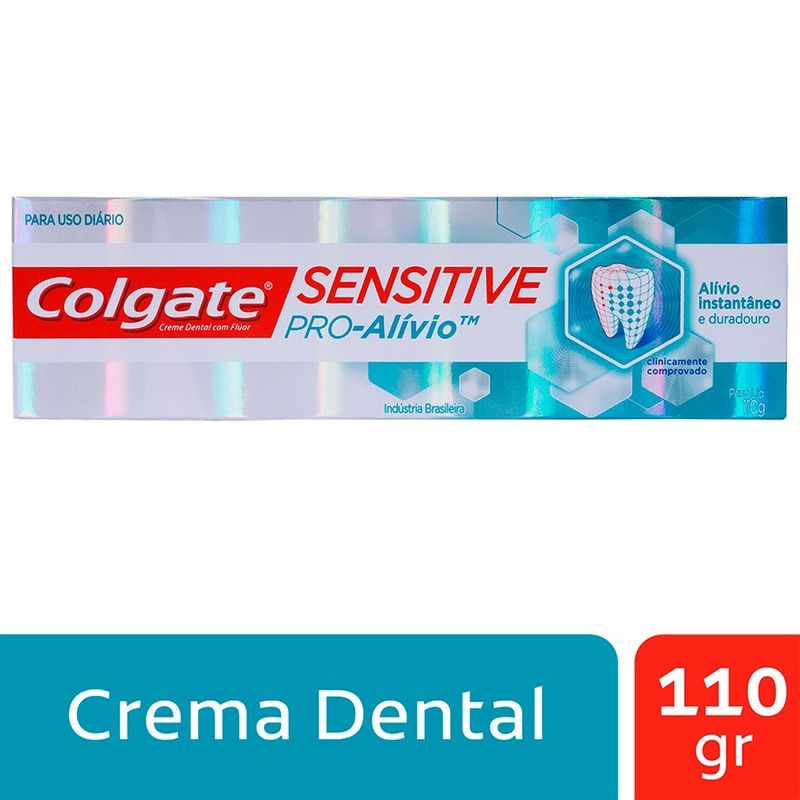 PARA USO DIÁRIO
Colgate®
Creme Dental com Flúor
SENSITIVE
PRO-Alívio™
Alívio
instantâneo
e duradouro
clinicamente
comprovado
Indústria Brasileira
110g
Crema Dental
110
gr